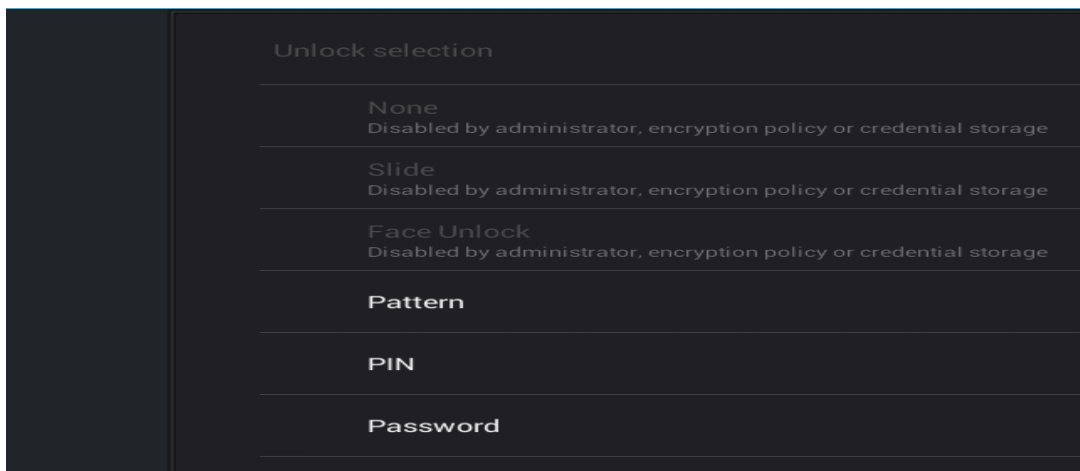 Unlock selection
None
Disabled by administrator, encryption policy or credential storage
Slide
Disabled by administrator, encryption policy or credential storage
Face Unlock
Disabled by administrator, encryption policy or credential storage
Pattern
PIN
Password